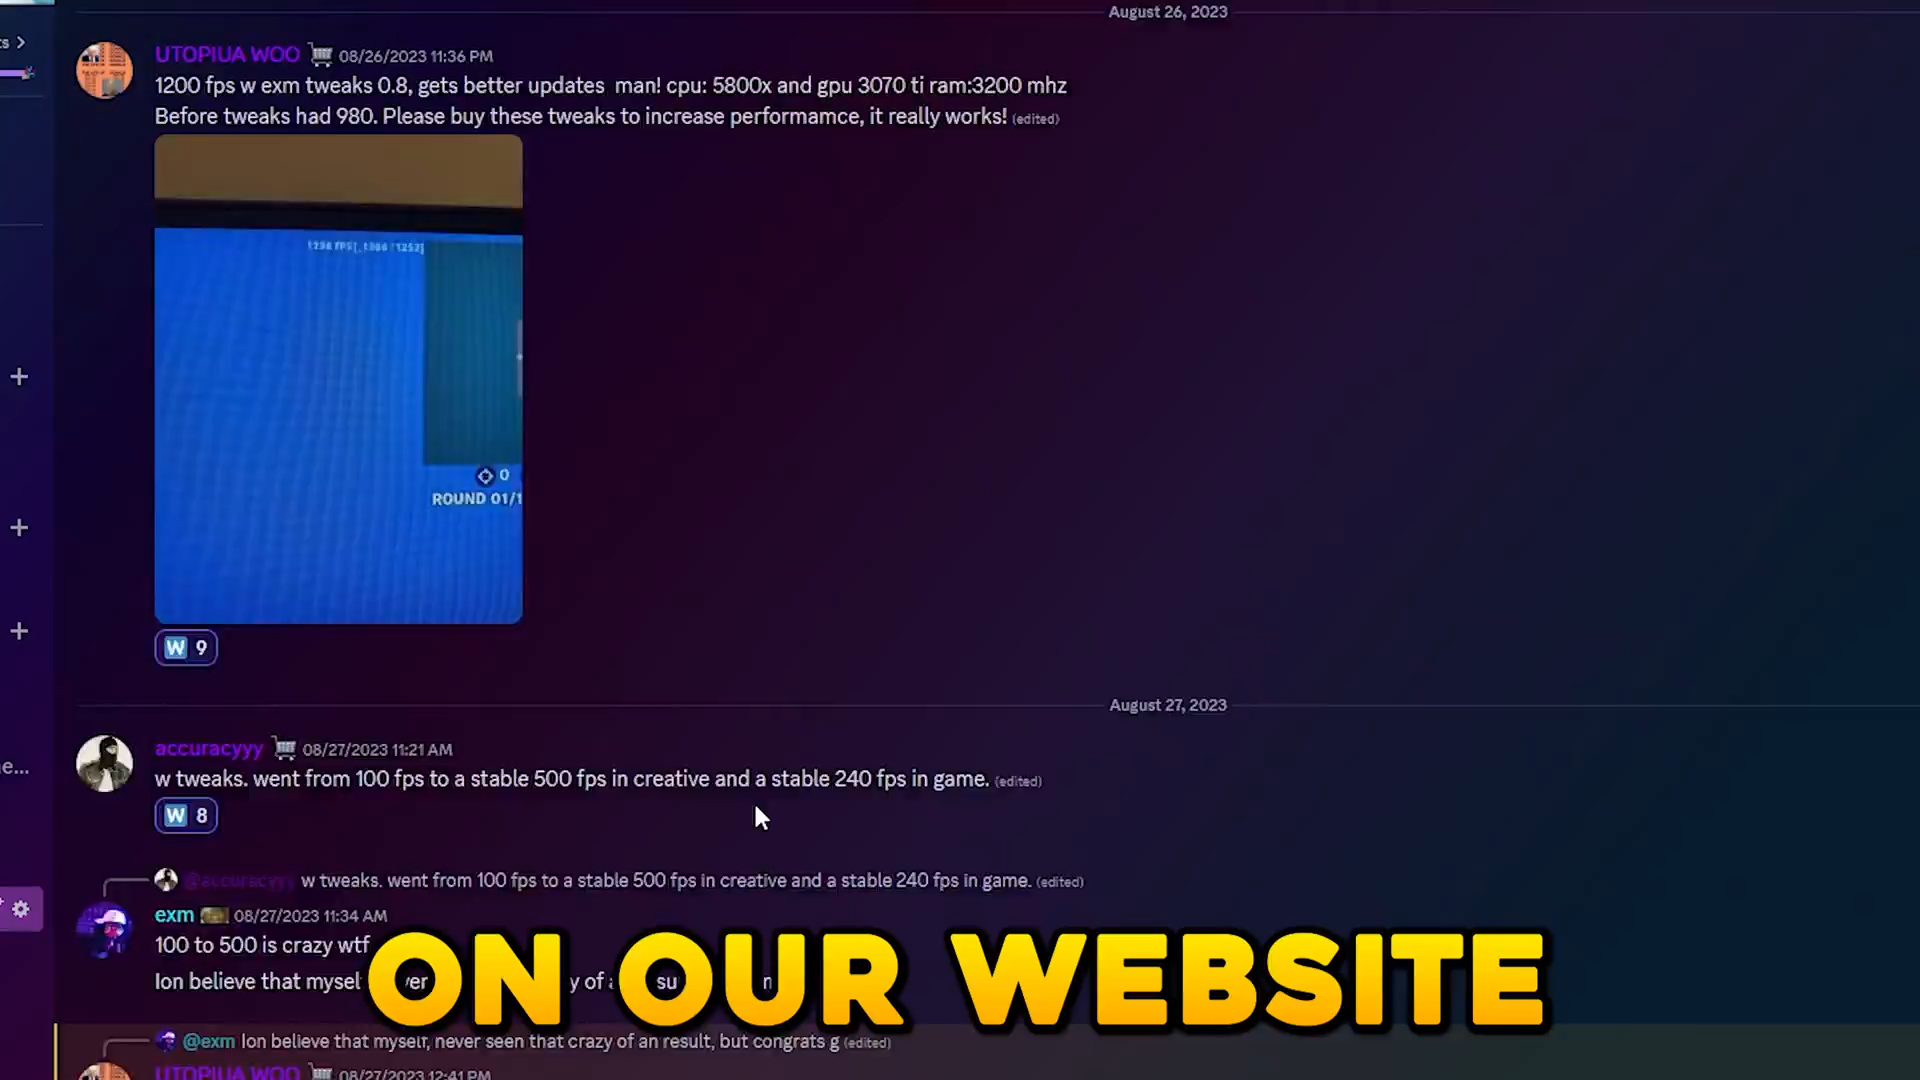 August 26, 2023
s
UTOPIUA WOO 08/26/2023 11:36 PM
1200 fps w exm tweaks 0.8, gets better updates man! cpu: 5800x and gpu 3070 ti ram:3200 mhz
Before tweaks had 980. Please buy these tweaks to increase performamce, it really works! (edited)
0
ROUND 01/1
W 9
August 27, 2023
accuracyyy 08/27/2023 11:21 AM
e...
w tweaks. went from 100 fps to a stable 500 fps in creative and a stable 240 fps in game. (edited)
W 8
@accuracyyy w tweaks. went from 100 fps to a stable 500 fps in creative and a stable 240 fps in game. (edited)
exm 08/27/2023 11:34 AM
100 to 500 is crazy wtf
Ion believe that mysel ver y of a su n
ON OUR WEBSITE
@exm Ion believe that myself, never seen that crazy of an result, but congrats g (edited)
UTOPIUA WOO 08/27/2023 12:41 PM